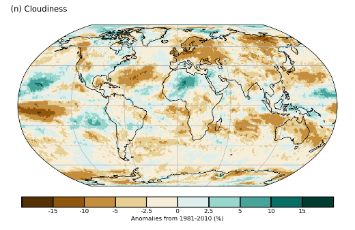 (n) Cloudiness
-15 -10 -5 -2.5 0 2.5 5 10 15
Anomalies from 1981-2010 (%)